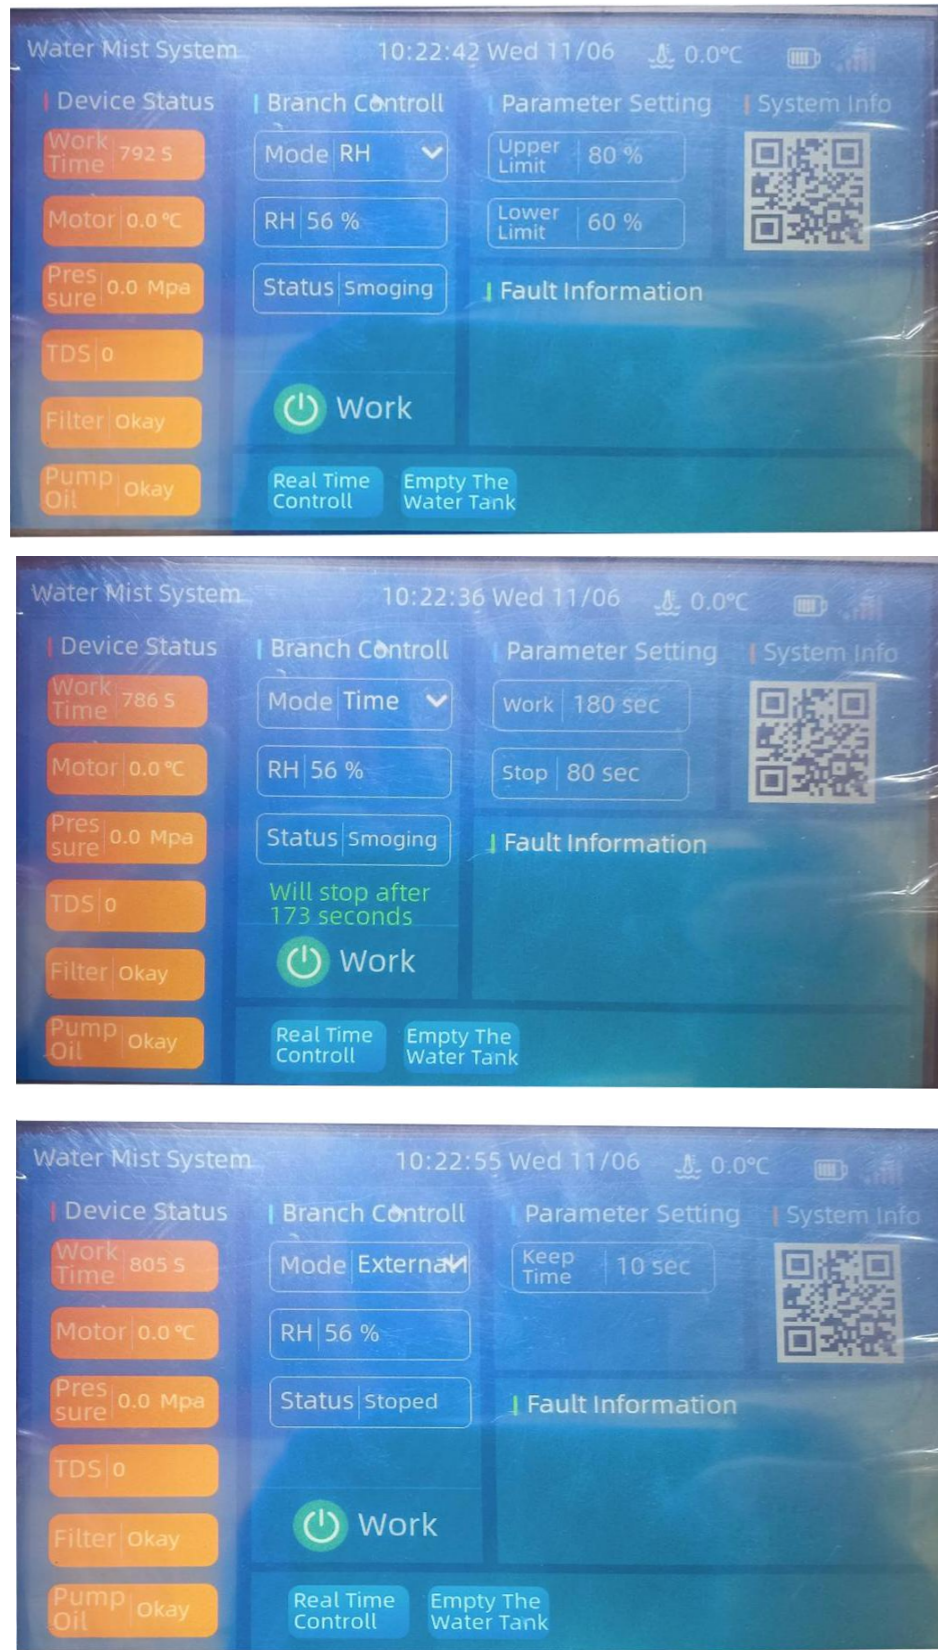 Water Mist System 10:22:42 Wed 11/06 0.0℃
Device Status
Work Time 792 S
Motor 0.0 ℃
Pres sure 0.0 Mpa
TDS 0
Filter Okay
Pump Oil Okay
Branch Controll
Mode RH
RH 56 %
Status Smoging
Work
Parameter Setting
Upper Limit 80 %
Lower Limit 60 %
System Info
Fault Information
Real Time Controll
Empty The Water Tank
Water Mist System 10:22:36 Wed 11/06 0.0℃
Device Status
Work Time 786 S
Motor 0.0 ℃
Pres sure 0.0 Mpa
TDS 0
Filter Okay
Pump Oil Okay
Branch Controll
Mode Time
RH 56 %
Status Smoging
Will stop after
173 seconds
Work
Parameter Setting
Work 180 sec
Stop 80 sec
System Info
Fault Information
Real Time Controll
Empty The Water Tank
Water Mist System 10:22:55 Wed 11/06 0.0℃
Device Status
Work Time 805 S
Motor 0.0 ℃
Pres sure 0.0 Mpa
TDS 0
Filter Okay
Pump Oil Okay
Branch Controll
Mode External
RH 56 %
Status Stoped
Work
Parameter Setting
Keep Time 10 sec
System Info
Fault Information
Real Time Controll
Empty The Water Tank